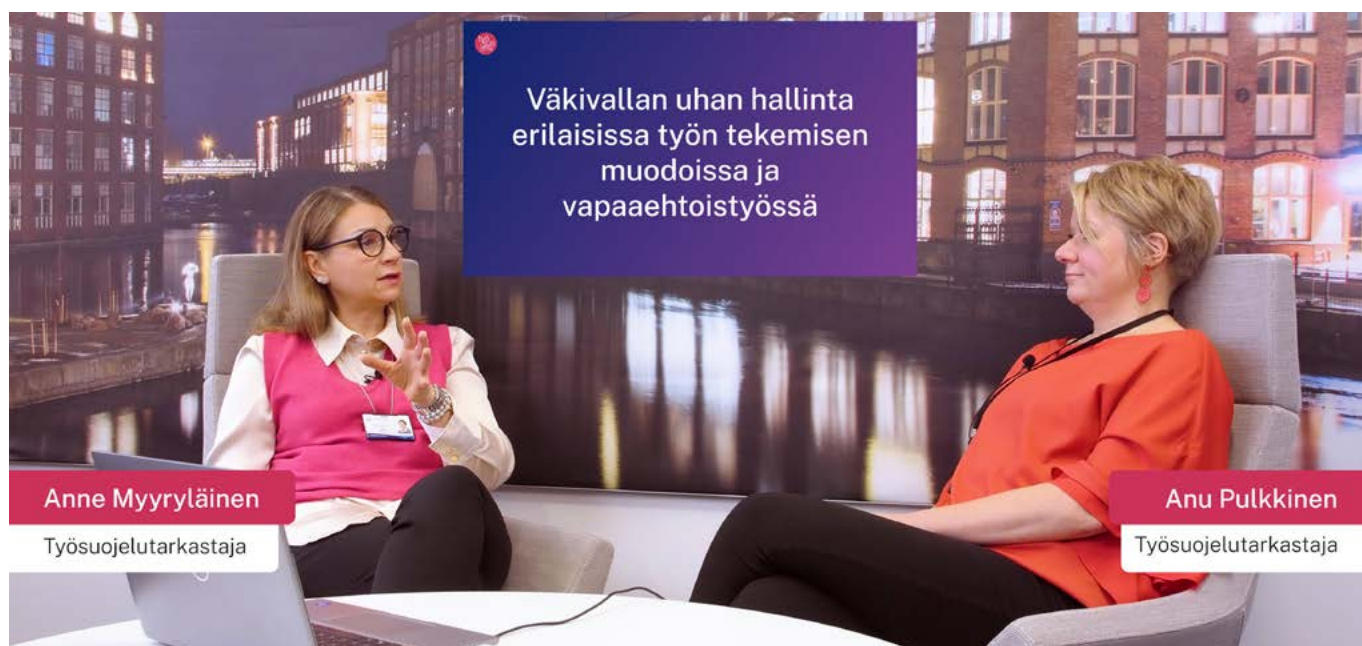 Väkivallan uhan hallinta
erilaisissa työn tekemisen
muodoissa ja
vapaaehtoistyössä
Anne Myyryläinen
Työsuojelutarkastaja
Anu Pulkkinen
Työsuojelutarkastaja